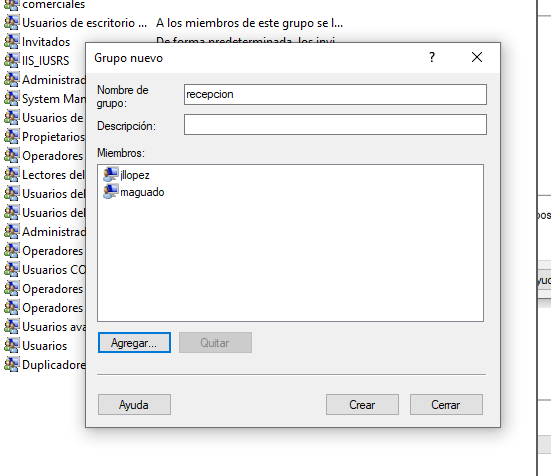 comerciales
Usuarios de escritorio ... A los miembros de este grupo se l...
Invitados De forma predeterminada, los invi...
IIS_IUSRS
Administrad
System Man
Usuarios de
Propietarios
Operadores
Lectores del
Usuarios del
Usuarios del
Administrad
Operadores
Usuarios CO
Operadores
Operadores
Usuarios ava
Usuarios
Duplicadore
Grupo nuevo ? ×
Nombre de
grupo: recepcion
Descripción:
Miembros:
jllopez
maguado
Agregar... Quitar
Ayuda Crear Cerrar
pos
yud